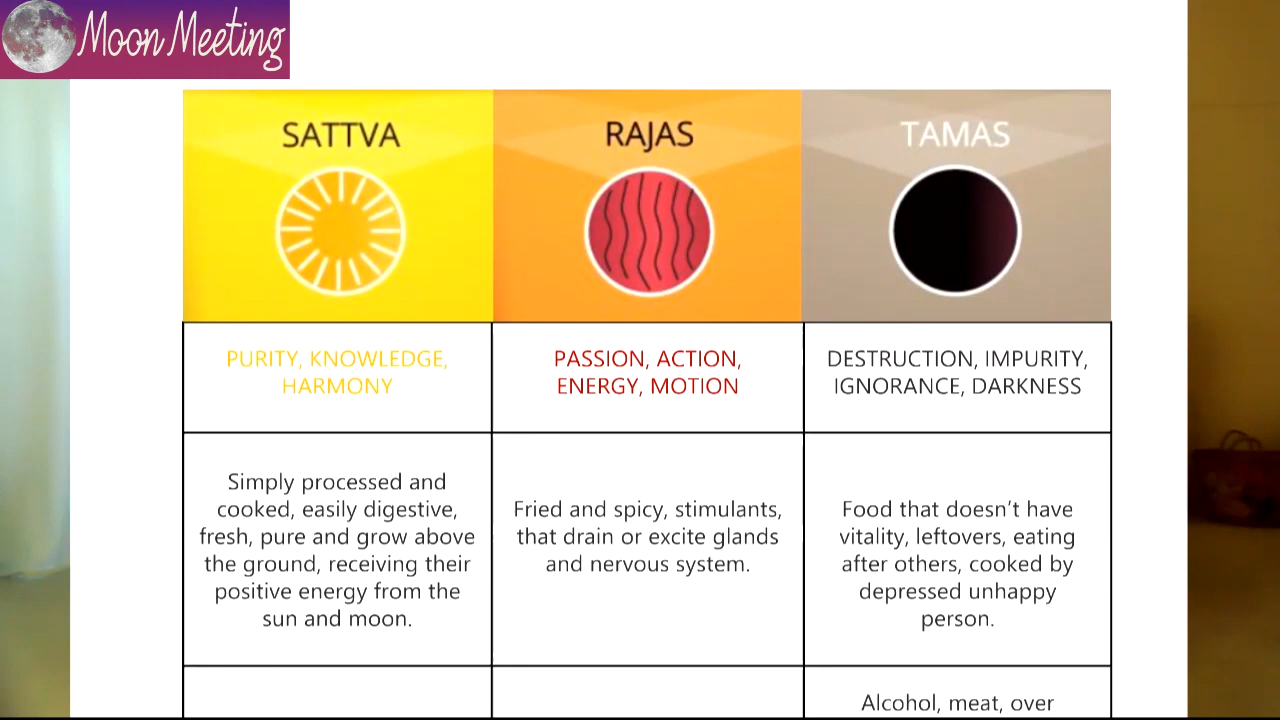 Moon Meeting
SATTVA
RAJAS
TAMAS
PURITY, KNOWLEDGE,
HARMONY
PASSION, ACTION,
ENERGY, MOTION
DESTRUCTION, IMPURITY,
IGNORANCE, DARKNESS
Simply processed and
cooked, easily digestive,
fresh, pure and grow above
the ground, receiving their
positive energy from the
sun and moon.
Fried and spicy, stimulants,
that drain or excite glands
and nervous system.
Food that doesn't have
vitality, leftovers, eating
after others, cooked by
depressed unhappy
person.
Alcohol, meat, over